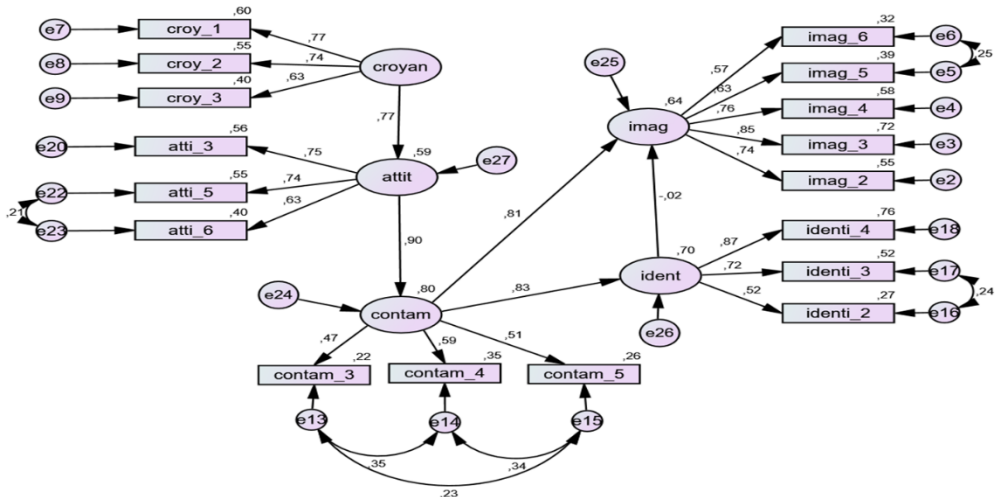 ,60
e7
croy_1
,77
,55
e8
croy_2
,74
croyan
,40
e9
croy_3
,63
,77
,56
e20
atti_3
,75
,59
e27
attit
,55
e22
atti_5
,74
,21
,40
e23
atti_6
,63
,90
e24
,80
contam
,47
,59
,51
,22
contam_3
,35
contam_4
,26
contam_5
e13
e14
e15
,35
,34
,23
,81
,83
e25
,64
imag
,32
imag_6
e6
,57
,25
,39
imag_5
e5
,63
,58
imag_4
e4
,76
,72
imag_3
e3
,85
,55
imag_2
e2
,74
-,02
,70
ident
e26
,76
identi_4
e18
,87
,52
identi_3
e17
,72
,24
,27
identi_2
e16
,52